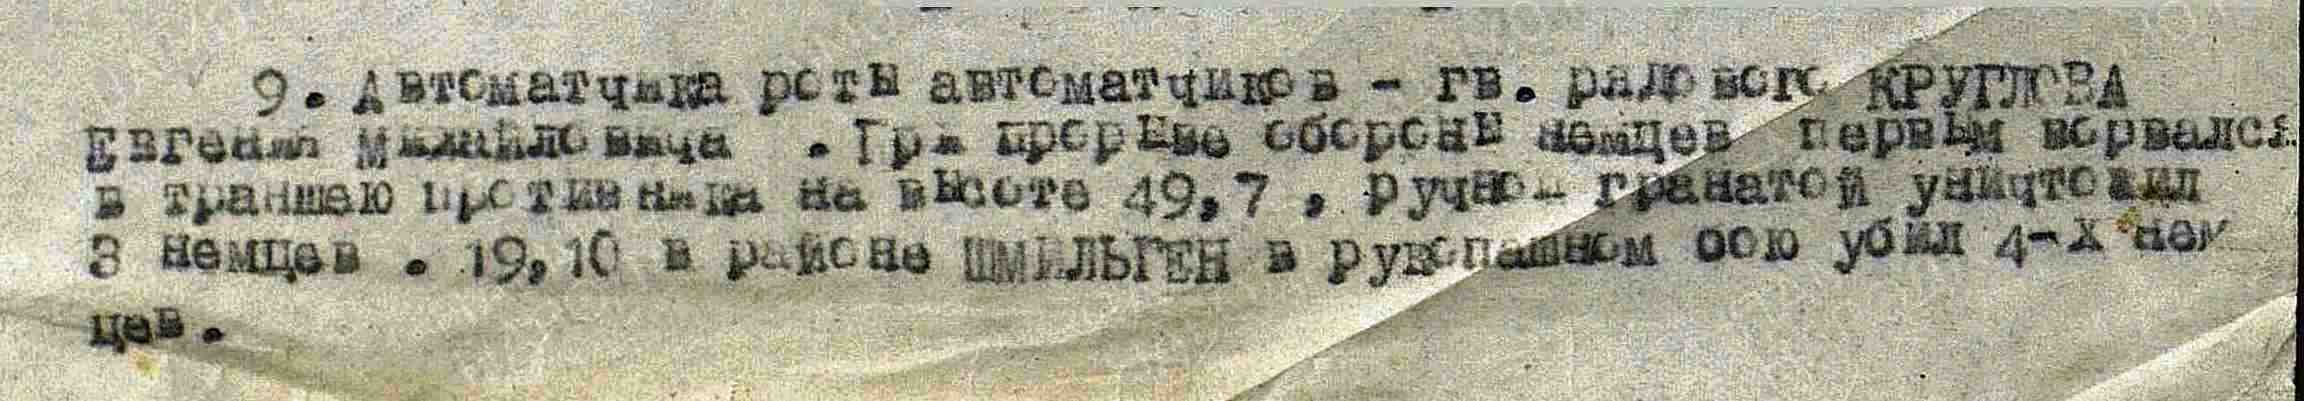 9. Автоматчика роты автоматчиков - гв. рядового КРУГЛОВА
Евгения Михайловича . При прорыве обороны немцев первым ворвался
в траншею противника на высоте 49,7 , ручной гранатой уничтожил
3 немцев . 19,10 в районе ШМИЛЬГЕН в рукопашном бою убил 4-х нем
цев.